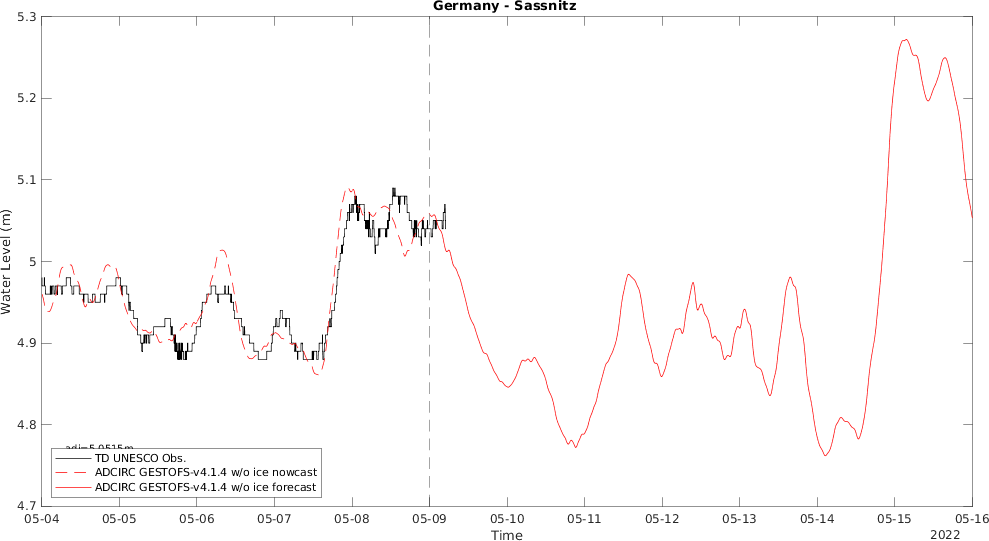 Germany - Sassnitz
5.3
5.2
5.1
5
4.9
4.8
4.7
Water Level (m)
TD UNESCO Obs.
ADCIRC GESTOFS-v4.1.4 w/o ice nowcast
ADCIRC GESTOFS-v4.1.4 w/o ice forecast
05-04 05-05 05-06 05-07 05-08 05-09 05-10 05-11 05-12 05-13 05-14 05-15 05-16
Time
2022